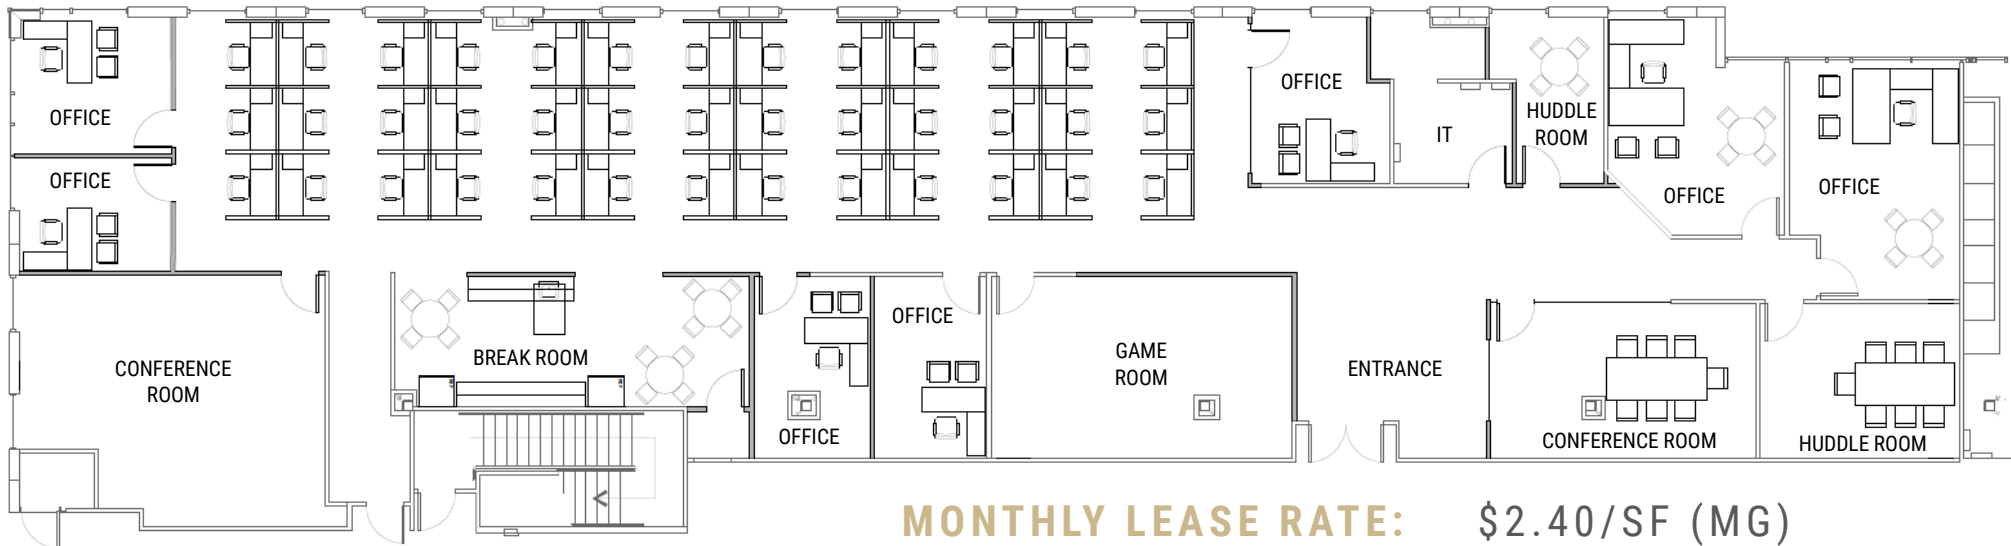 OFFICE
OFFICE
OFFICE
IT
HUDDLE
ROOM
OFFICE
OFFICE
CONFERENCE
ROOM
BREAK ROOM
OFFICE
OFFICE
GAME
ROOM
ENTRANCE
CONFERENCE ROOM
HUDDLE ROOM
MONTHLY LEASE RATE: $2.40/SF (MG)